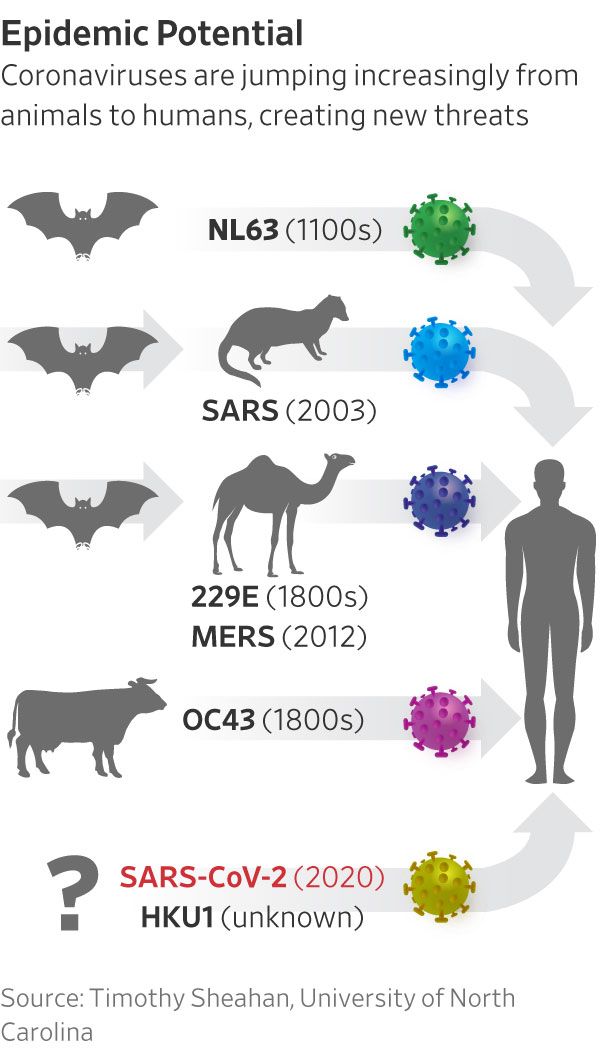 Epidemic Potential
Coronaviruses are jumping increasingly from
animals to humans, creating new threats
NL63 (1100s)
SARS (2003)
229E (1800s)
MERS (2012)
OC43 (1800s)
?
SARS-CoV-2 (2020)
HKU1 (unknown)
Source: Timothy Sheahan, University of North
Carolina